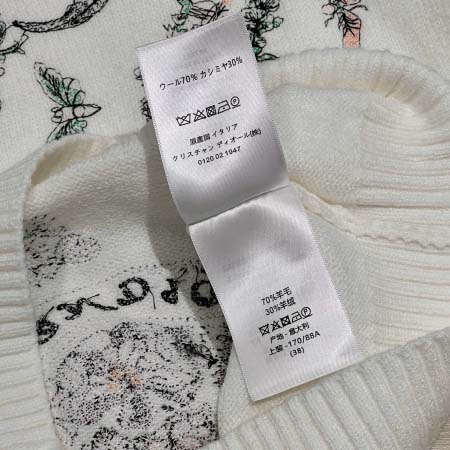 ウール70% カシミヤ30%
原産国 イタリア
クリスチャン ディオール(株)
0120 02 1947
70%羊毛
30%羊绒
产地 - 意大利
上装 -170/88A
(38)